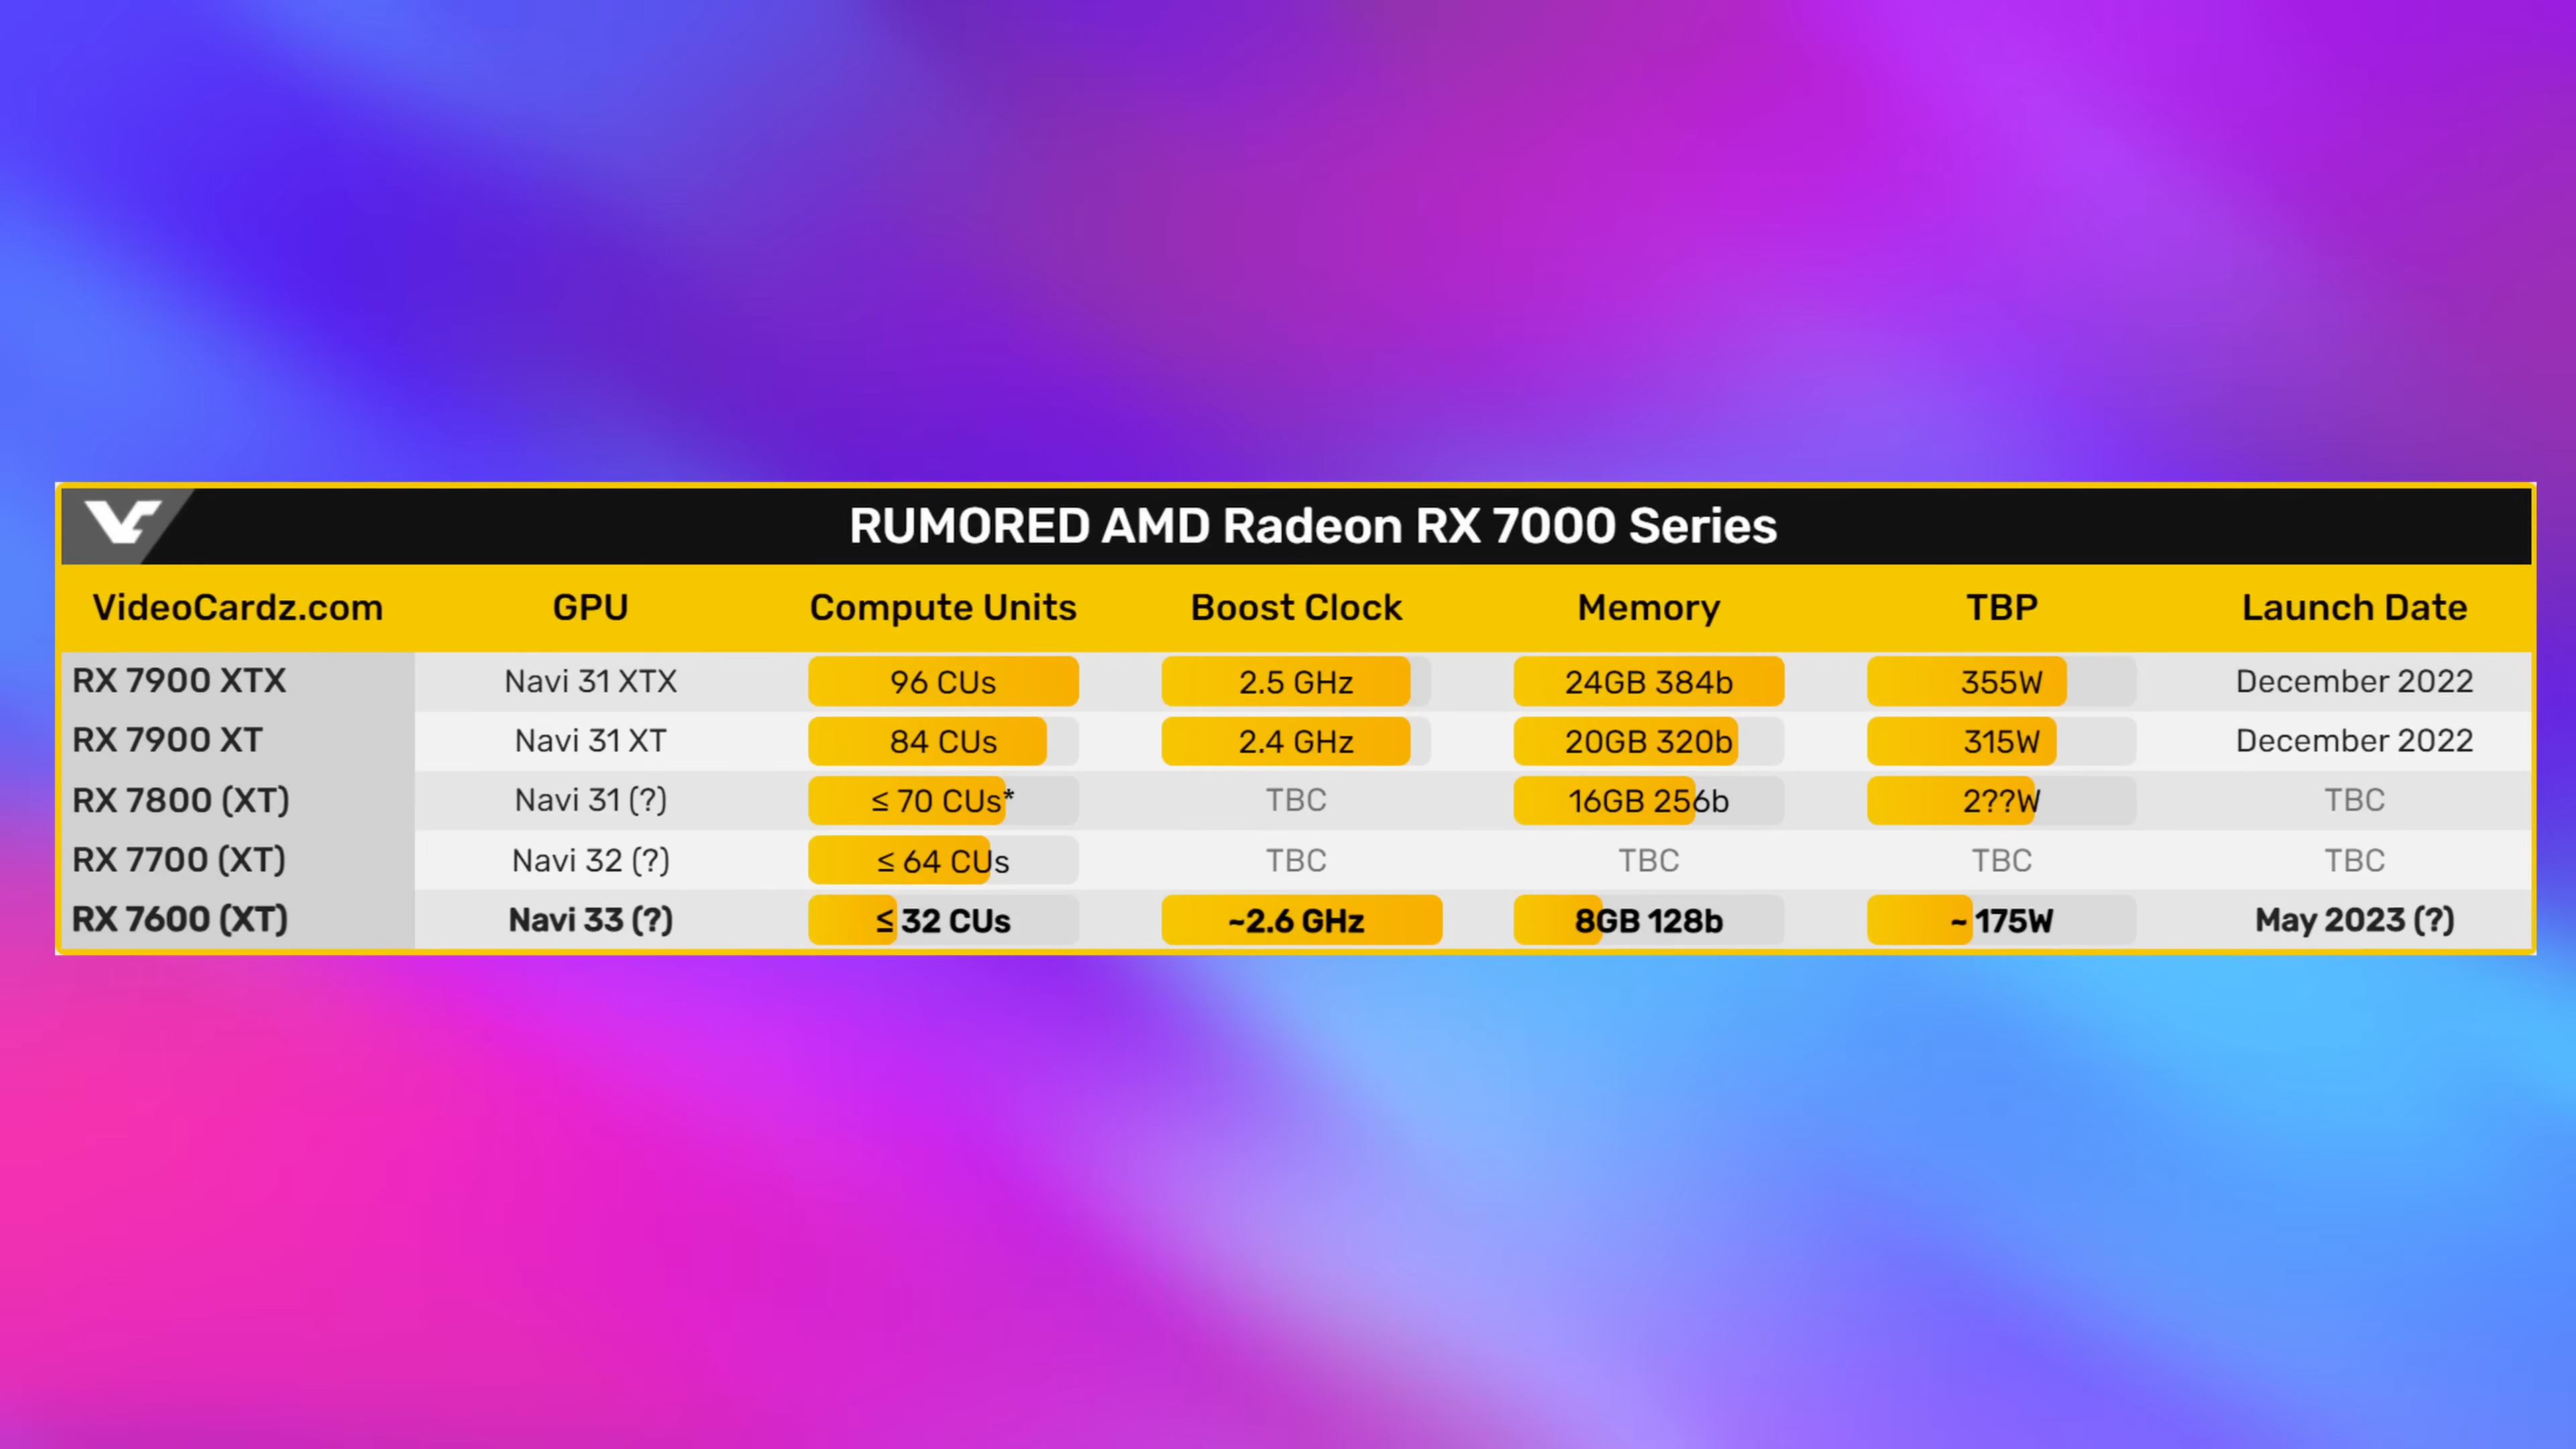 RUMORED AMD Radeon RX 7000 Series
VideoCardz.com GPU Compute Units Boost Clock Memory TBP Launch Date
RX 7900 XTX Navi 31 XTX 96 CUs 2.5 GHz 24GB 384b 355W December 2022
RX 7900 XT Navi 31 XT 84 CUs 2.4 GHz 20GB 320b 315W December 2022
RX 7800 (XT) Navi 31 (?) ≤ 70 CUs* TBC 16GB 256b 2??W TBC
RX 7700 (XT) Navi 32 (?) ≤ 64 CUs TBC TBC TBC TBC
RX 7600 (XT) Navi 33 (?) ≤ 32 CUs ~2.6 GHz 8GB 128b ~ 175W May 2023 (?)